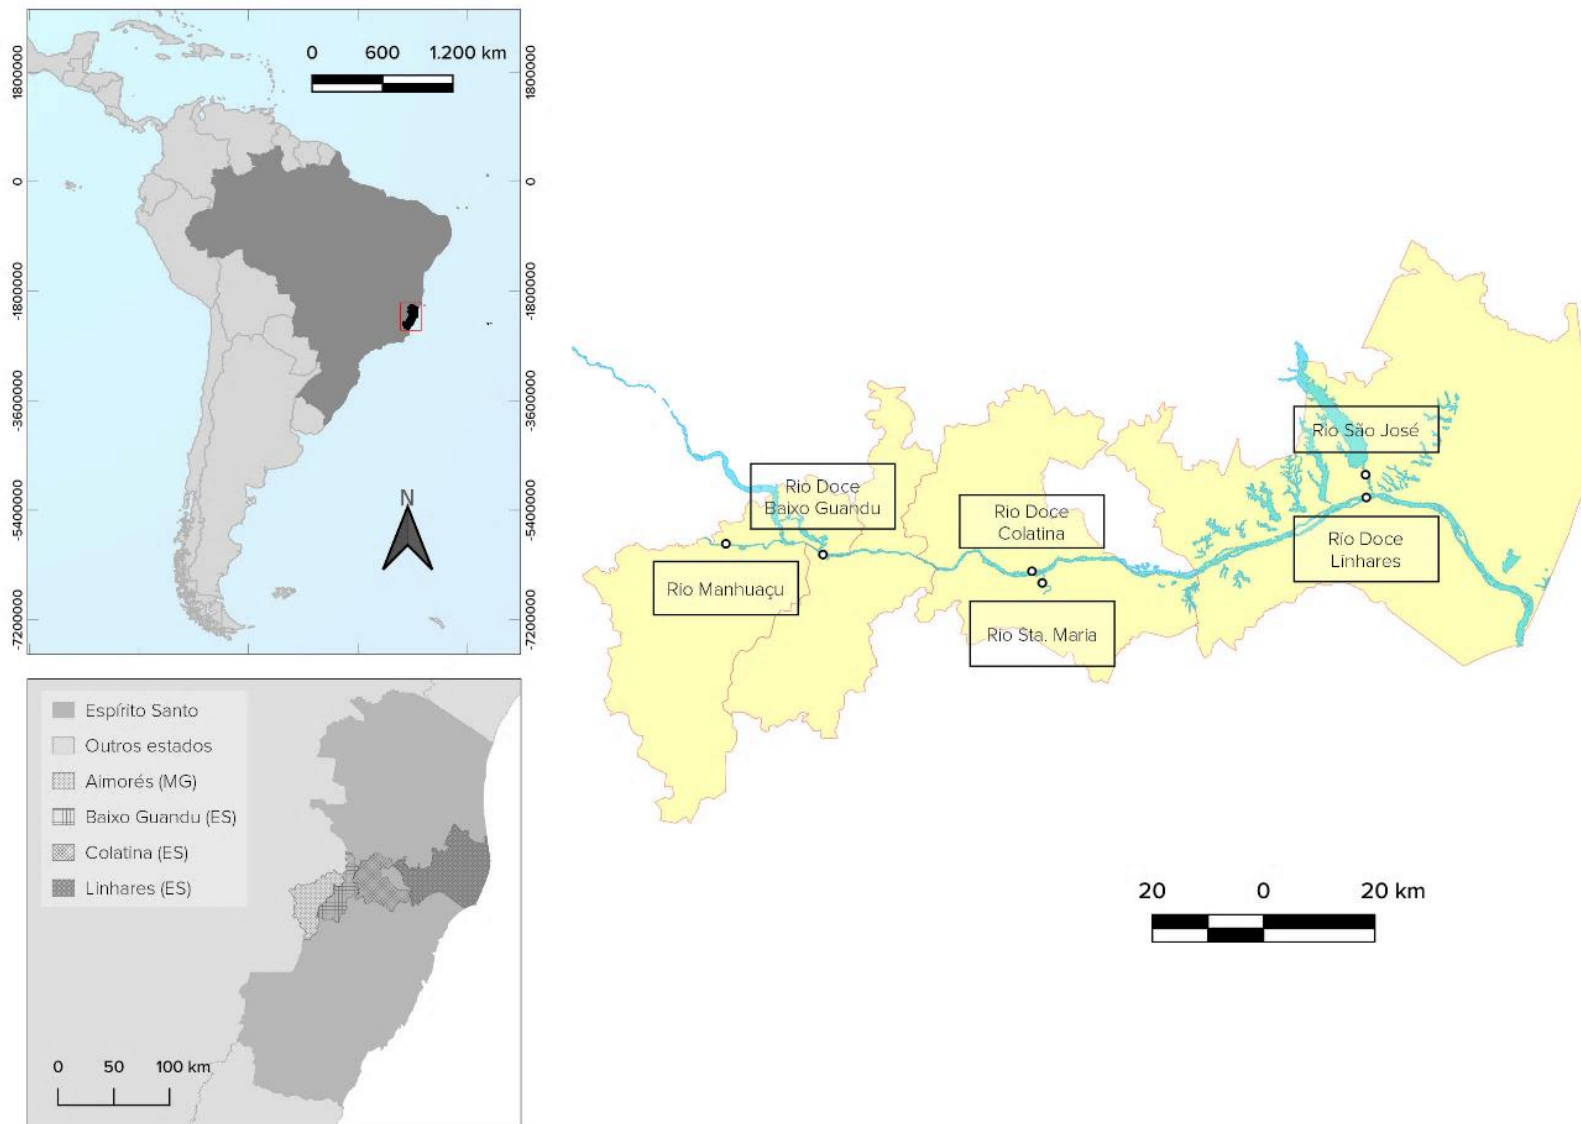 0 600 1.200 km
1800000
1800000
0
0
-1800000
-1800000
-3600000
-3600000
-5400000
-5400000
-7200000
-7200000
N
Espírito Santo
Outros estados
Aimorés (MG)
Baixo Guandu (ES)
Colatina (ES)
Linhares (ES)
0 50 100 km
Rio São José
Rio Doce
Baixo Guandu
Rio Doce
Colatina
Rio Doce
Linhares
Rio Manhuaçu
Rio Sta. Maria
20 0 20 km